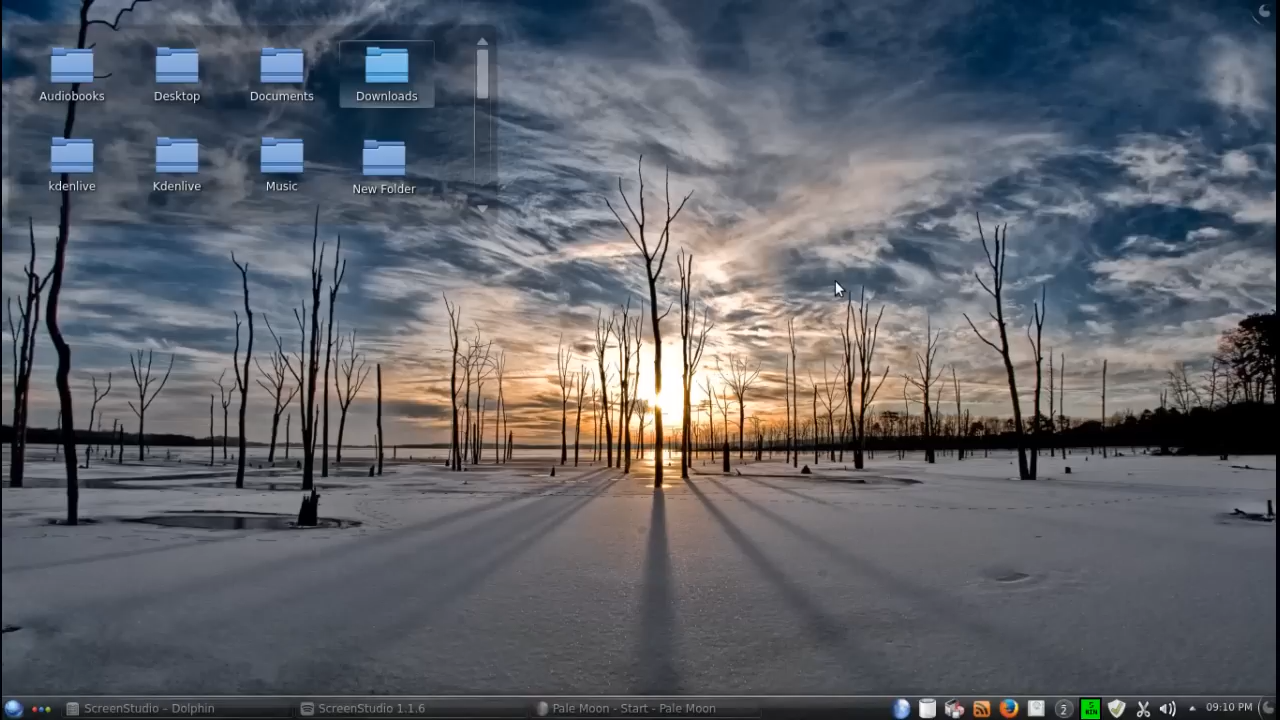 Audiobooks Desktop Documents Downloads
kdenlive Kdenlive Music New Folder
ScreenStudio – Dolphin ScreenStudio 1.1.6 Pale Moon - Start - Pale Moon 2 09:10 PM